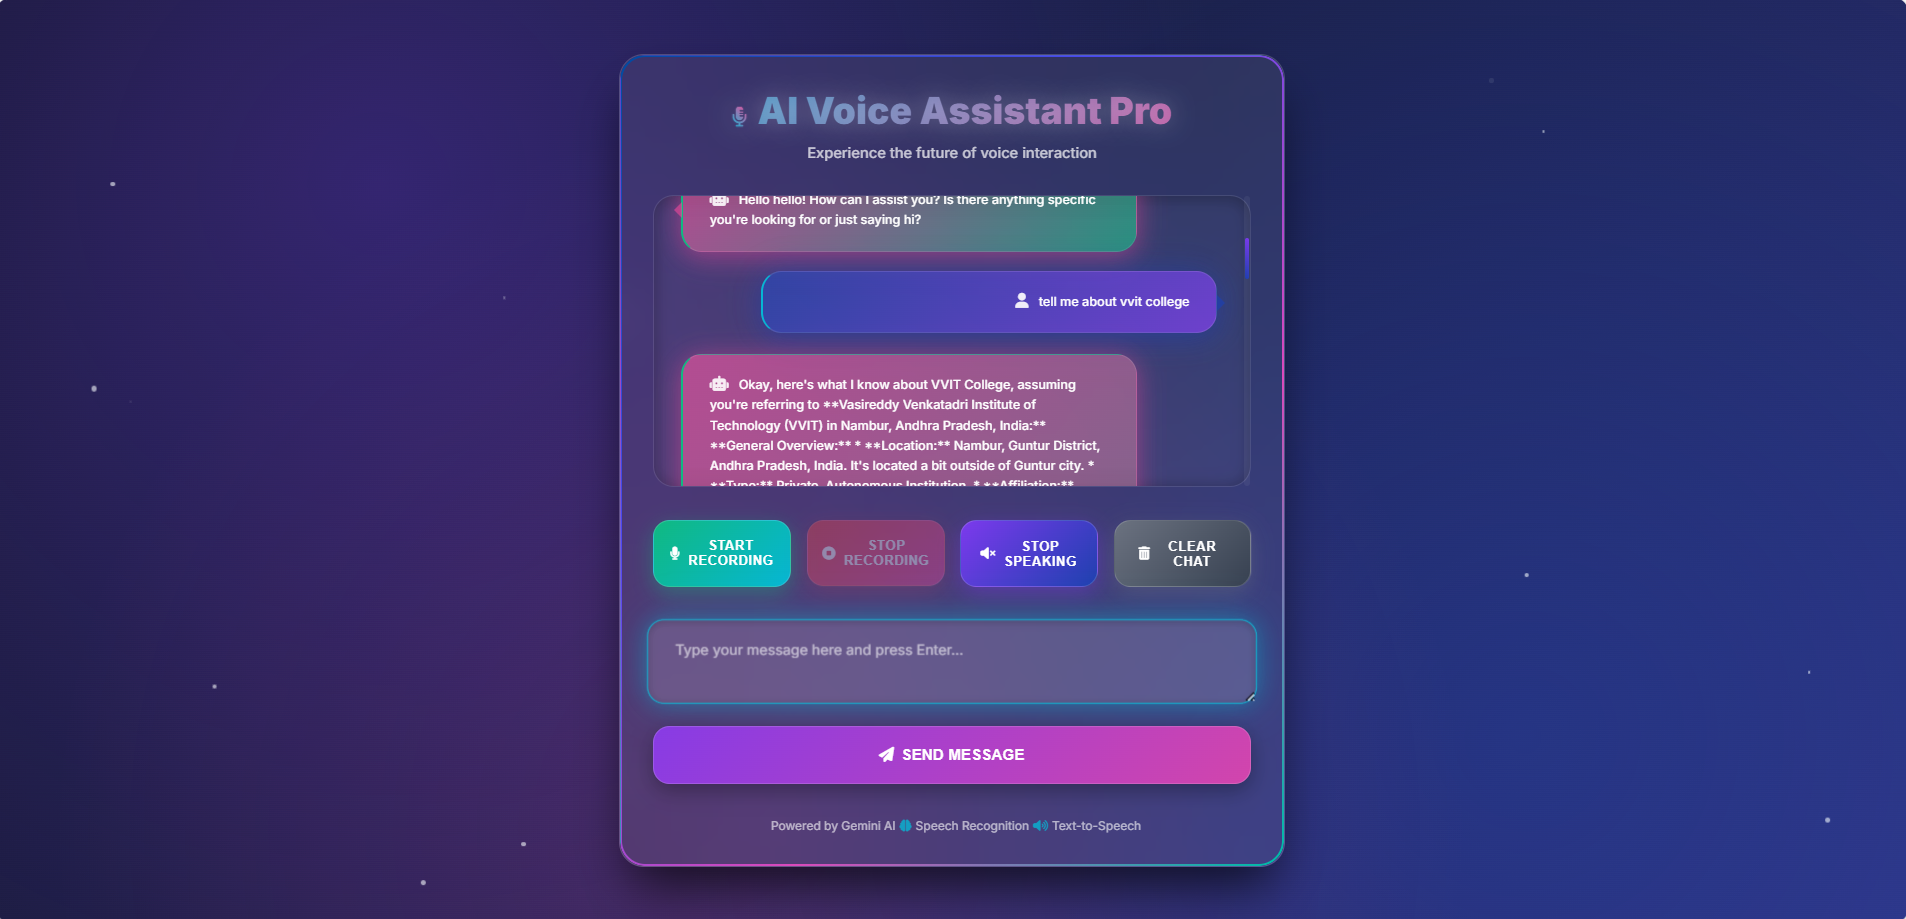 AI Voice Assistant Pro
Experience the future of voice interaction
Hello hello! How can I assist you? Is there anything specific
you're looking for or just saying hi?
tell me about vvit college
Okay, here's what I know about VVIT College, assuming
you're referring to **Vasireddy Venkatadri Institute of
Technology (VVIT) in Nambur, Andhra Pradesh, India:**
**General Overview:** * **Location:** Nambur, Guntur District,
Andhra Pradesh, India. It's located a bit outside of Guntur city. *
**Type:** Private, Autonomous Institution. * **Affiliation:**
START
RECORDING
STOP
RECORDING
STOP
SPEAKING
CLEAR
CHAT
Type your message here and press Enter...
SEND MESSAGE
Powered by Gemini AI Speech Recognition Text-to-Speech